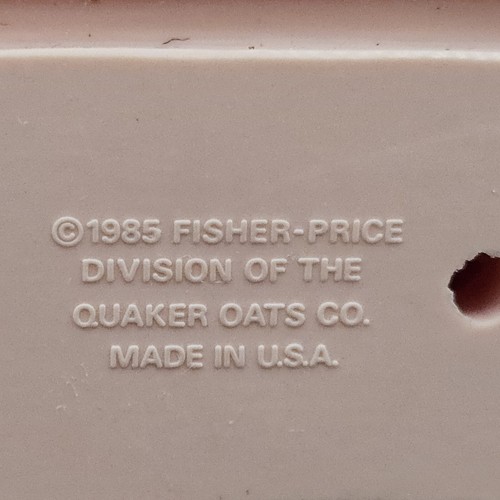 ©1985 FISHER-PRICE
DIVISION OF THE
QUAKER OATS CO.
MADE IN U.S.A.